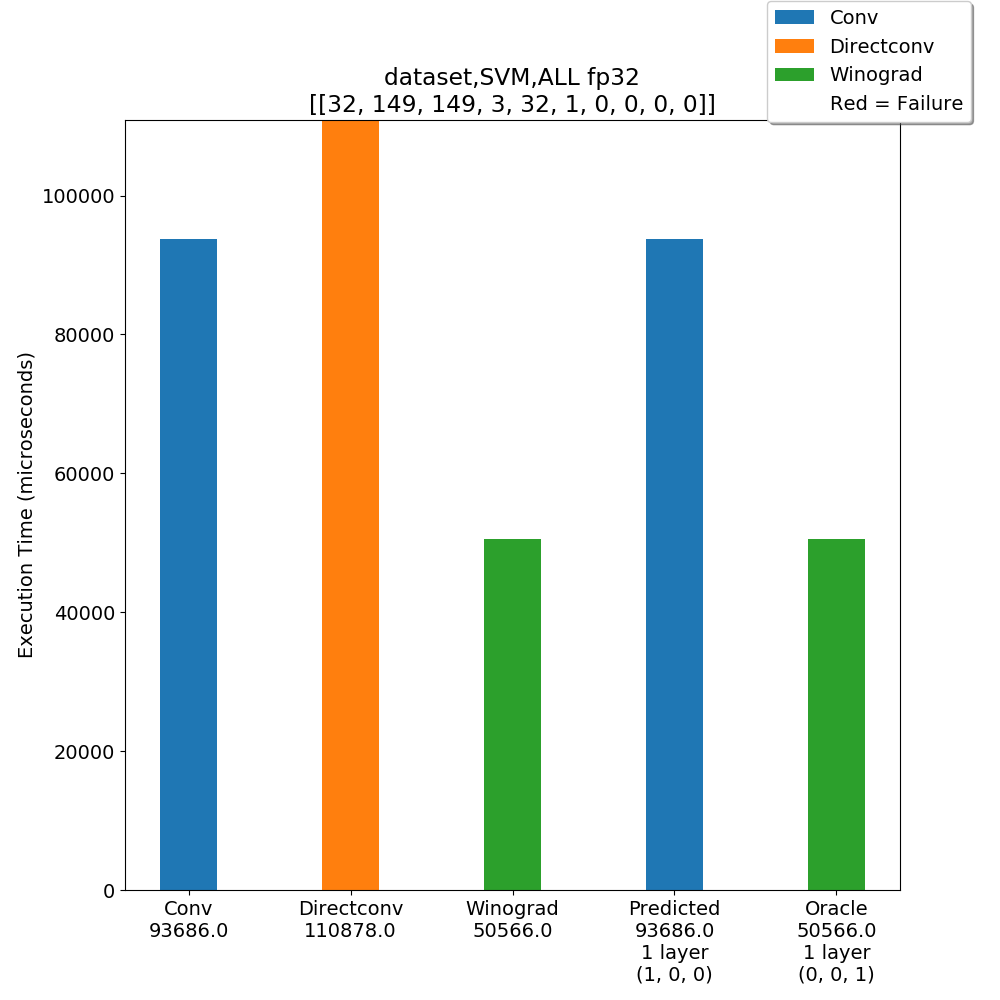 Conv
Directconv
Winograd
Red = Failure
dataset,SVM,ALL fp32
[[32, 149, 149, 3, 32, 1, 0, 0, 0, 0]]
Execution Time (microseconds)
100000
80000
60000
40000
20000
0
Conv
93686.0
Directconv
110878.0
Winograd
50566.0
Predicted
93686.0
1 layer
(1, 0, 0)
Oracle
50566.0
1 layer
(0, 0, 1)